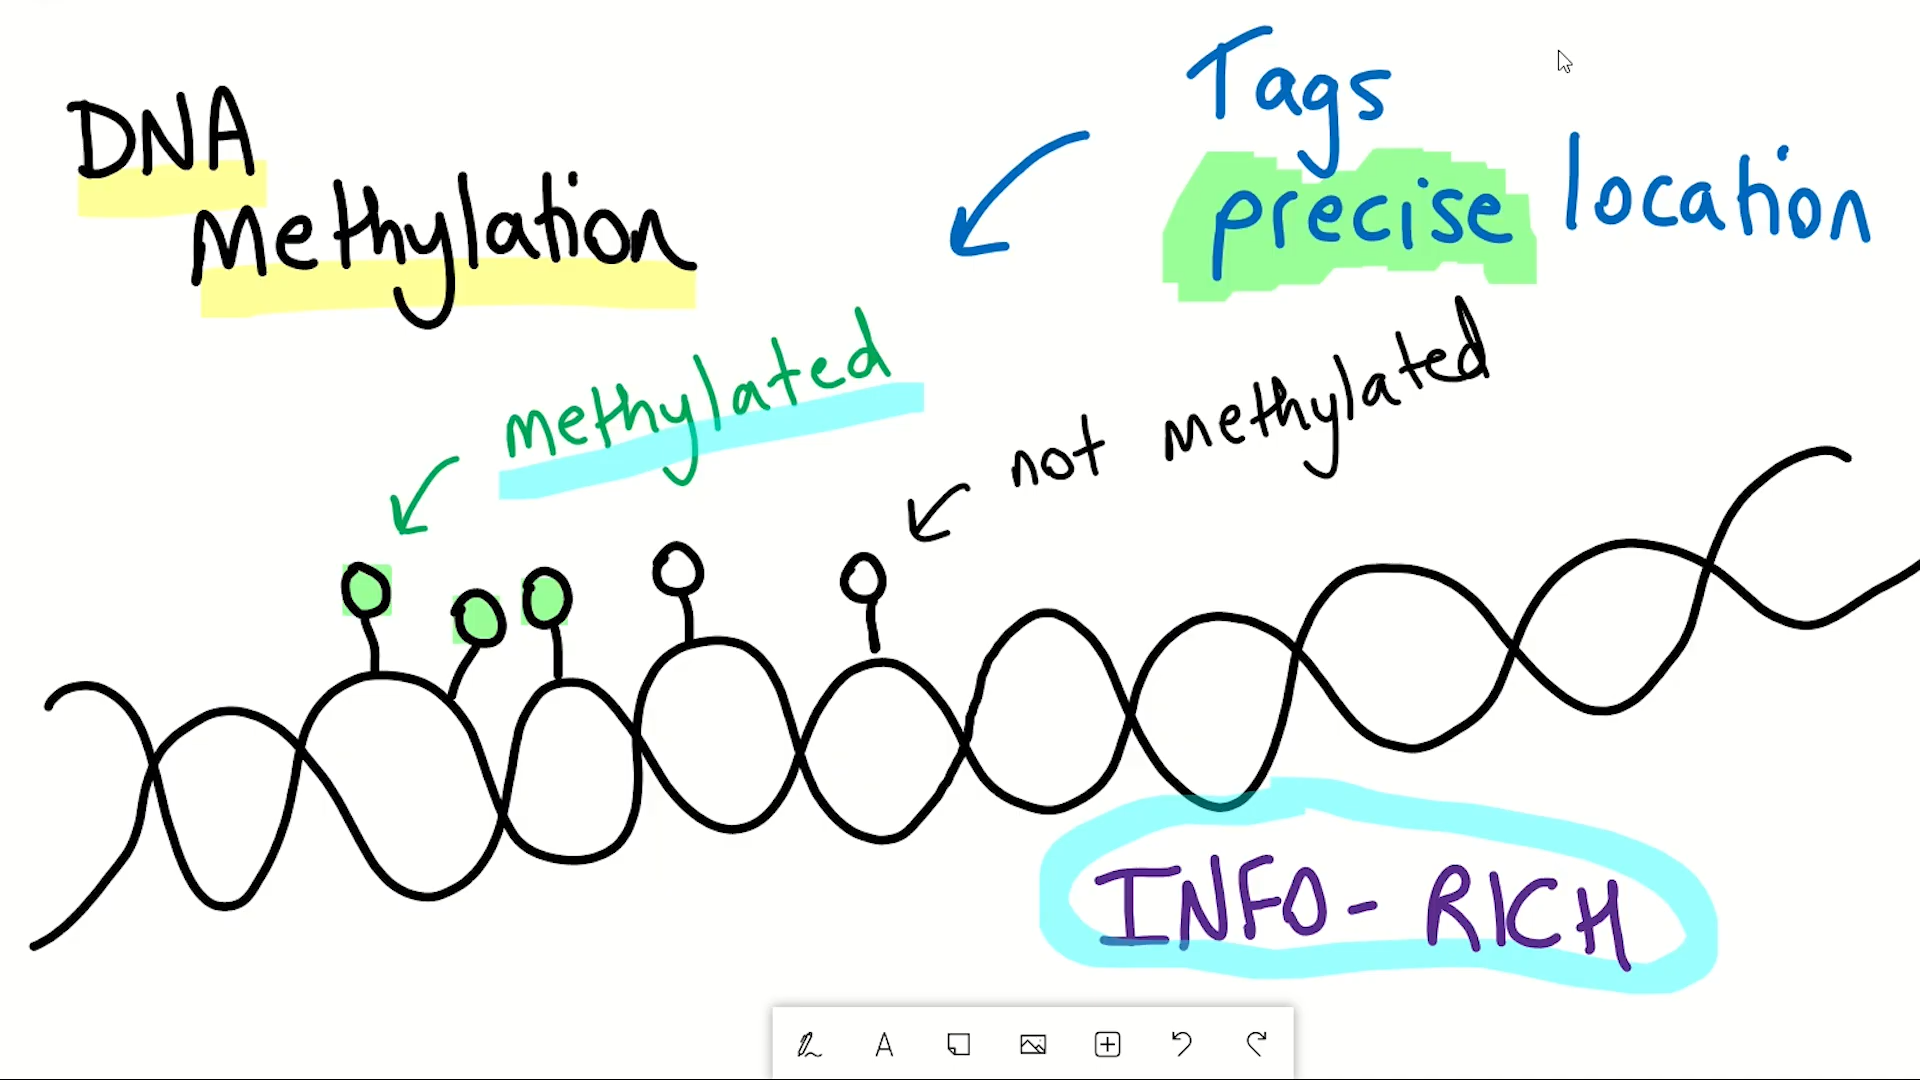 DNA
Methylation
Tags
precise location
methylated
not methylated
INFO-RICH
A